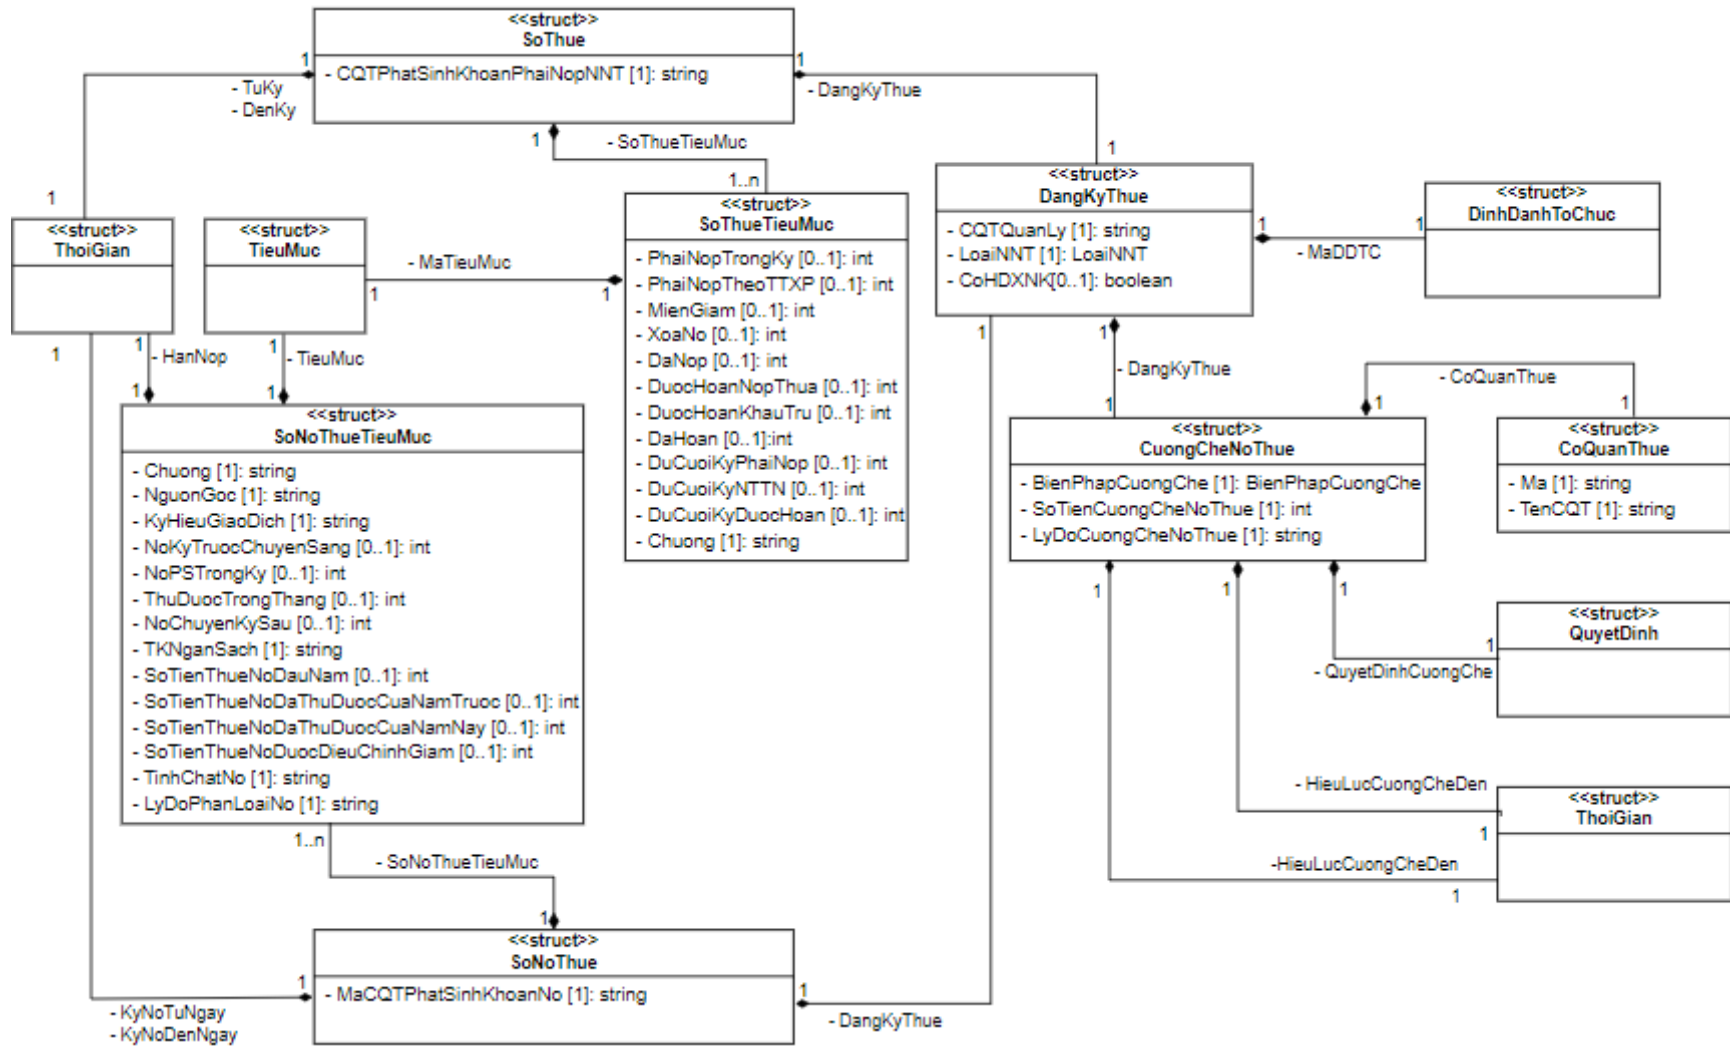 <<struct>>
SoThue
- CQTPhatSinhKhoanPhaiNopNNT [1]: string
1
- TuKy
- DenKy
1
1
- DangKyThue
1
1
- SoThueTieuMuc
1..n
<<struct>>
ThoiGian
<<struct>>
TieuMuc
- MaTieuMuc
1
1
<<struct>>
SoThueTieuMuc
- PhaiNopTrongKy [0..1]: int
- PhaiNopTheoTTXP [0..1]: int
- MienGiam [0..1]: int
- XoaNo [0..1]: int
- DaNop [0..1]: int
- DuocHoanNopThua [0..1]: int
- DuocHoanKhauTru [0..1]: int
- DaHoan [0..1]:int
- DuCuoiKyPhaiNop [0..1]: int
- DuCuoiKyNTTN [0..1]: int
- DuCuoiKyDuocHoan [0..1]: int
- Chuong [1]: string
<<struct>>
DangKyThue
- CQTQuanLy [1]: string
- LoaiNNT [1]: LoaiNNT
- CoHDXNK[0..1]: boolean
1
- MaDDTC
1
<<struct>>
DinhDanhToChuc
1
1
- HanNop
1
1
- TieuMuc
1
<<struct>>
SoNoThueTieuMuc
- Chuong [1]: string
- NguonGoc [1]: string
- KyHieuGiaoDich [1]: string
- NoKyTruocChuyenSang [0..1]: int
- NoPSTrongKy [0..1]: int
- ThuDuocTrongThang [0..1]: int
- NoChuyenKySau [0..1]: int
- TKNganSach [1]: string
- SoTienThueNoDauNam [0..1]: int
- SoTienThueNoDaThuDuocCuaNamTruoc [0..1]: int
- SoTienThueNoDaThuDuocCuaNamNay [0..1]: int
- SoTienThueNoDuocDieuChinhGiam [0..1]: int
- TinhChatNo [1]: string
- LyDoPhanLoaiNo [1]: string
1
1
- DangKyThue
1
- CoQuanThue
1
1
<<struct>>
CuongCheNoThue
- BienPhapCuongChe [1]: BienPhapCuongChe
- SoTienCuongCheNoThue [1]: int
- LyDoCuongCheNoThue [1]: string
<<struct>>
CoQuanThue
- Ma [1]: string
- TenCQT [1]: string
1
1
1
<<struct>>
QuyetDinh
1
- QuyetDinhCuongChe
- HieuLucCuongCheDen
1
<<struct>>
ThoiGian
-HieuLucCuongCheDen
1
1..n
- SoNoThueTieuMuc
1
<<struct>>
SoNoThue
- MaCQTPhatSinhKhoanNo [1]: string
1
- KyNoTuNgay
- KyNoDenNgay
1
- DangKyThue